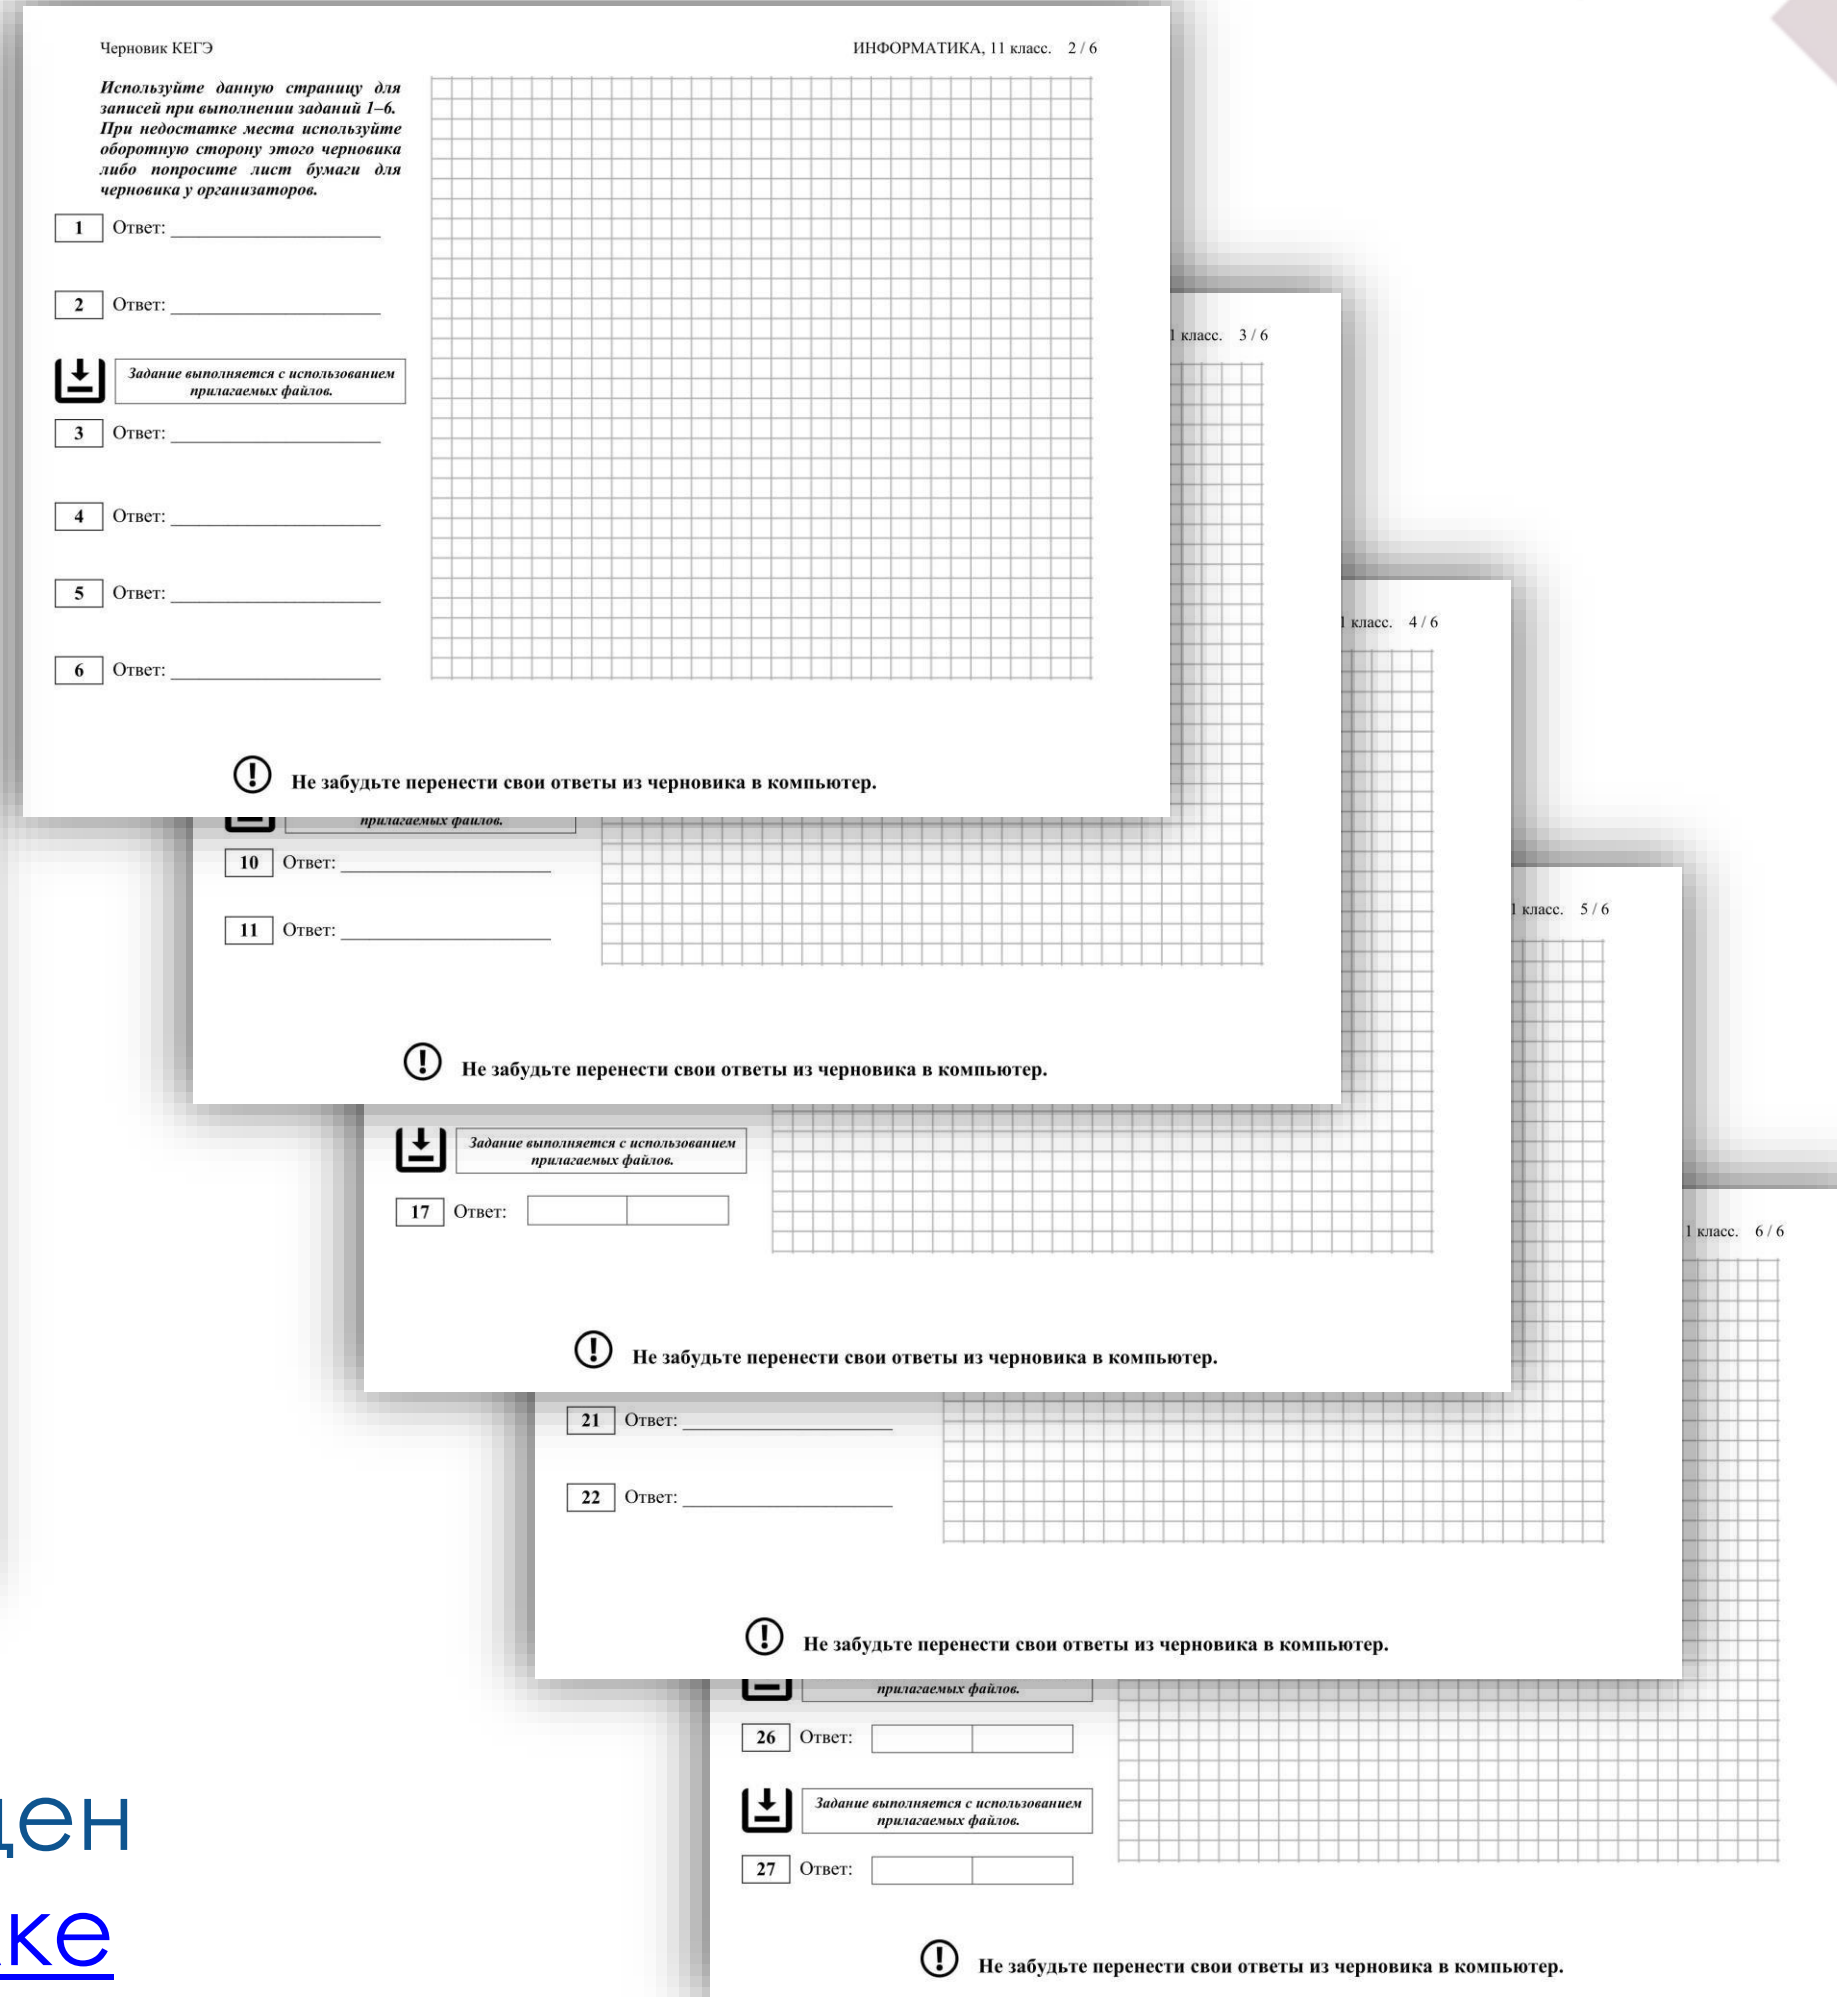 Черновик КЕГЭ
ИНФОРМАТИКА, 11 класс. 2 / 6
Используйте данную страницу для
записей при выполнении заданий 1–6.
При недостатке места используйте
оборотную сторону этого черновика
либо попросите лист бумаги для
черновика у организаторов.
1 Ответ:
2 Ответ:
Задание выполняется с использованием
прилагаемых файлов.
3 Ответ:
4 Ответ:
5 Ответ:
6 Ответ:
Не забудьте перенести свои ответы из черновика в компьютер.
класс. 3 / 6
прилагаемых файлов.
10 Ответ:
11 Ответ:
Не забудьте перенести свои ответы из черновика в компьютер.
класс. 4 / 6
Задание выполняется с использованием
прилагаемых файлов.
17 Ответ:
Не забудьте перенести свои ответы из черновика в компьютер.
класс. 5 / 6
21 Ответ:
22 Ответ:
Не забудьте перенести свои ответы из черновика в компьютер.
класс. 6 / 6
прилагаемых файлов.
26 Ответ:
Задание выполняется с использованием
прилагаемых файлов.
27 Ответ:
Не забудьте перенести свои ответы из черновика в компьютер.